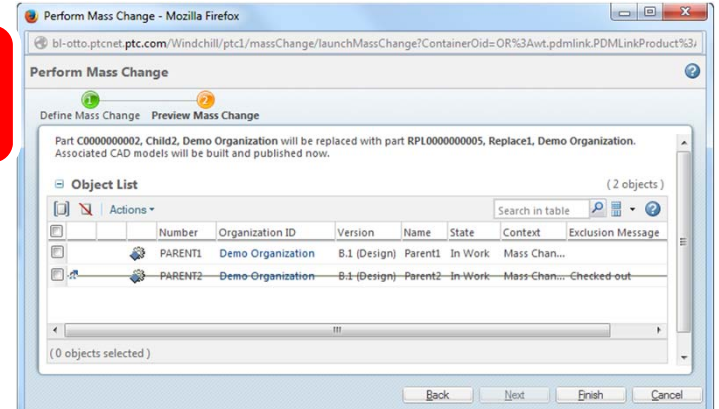 Perform Mass Change - Mozilla Firefox
bl-otto.ptcnet.ptc.com/Windchill/ptc1/massChange/launchMassChange?ContainerOid=OR%3Awt.pdmlink.PDMLinkProduct%3
Perform Mass Change
1 2
Define Mass Change Preview Mass Change
Part C0000000002, Child2, Demo Organization will be replaced with part RPL0000000005, Replace1, Demo Organization.
Associated CAD models will be built and published now.
Object List (2 objects)
Actions Search in table
Number Organization ID Version Name State Context Exclusion Message
PARENT1 Demo Organization B.1 (Design) Parent1 In Work Mass Chan...
PARENT2 Demo Organization B.1 (Design) Parent2 In Work Mass Chan... Checked out
(0 objects selected)
Back Next Finish Cancel